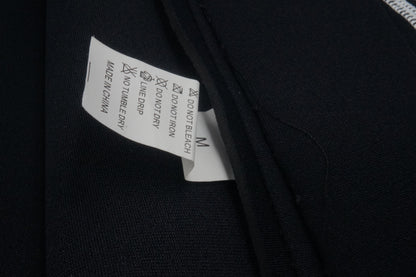 DO NOT BLEACH
DO NOT IRON
DO NOT DRY
LINE DRIP
NO TUMBLE DRY
MADE IN CHINA
M